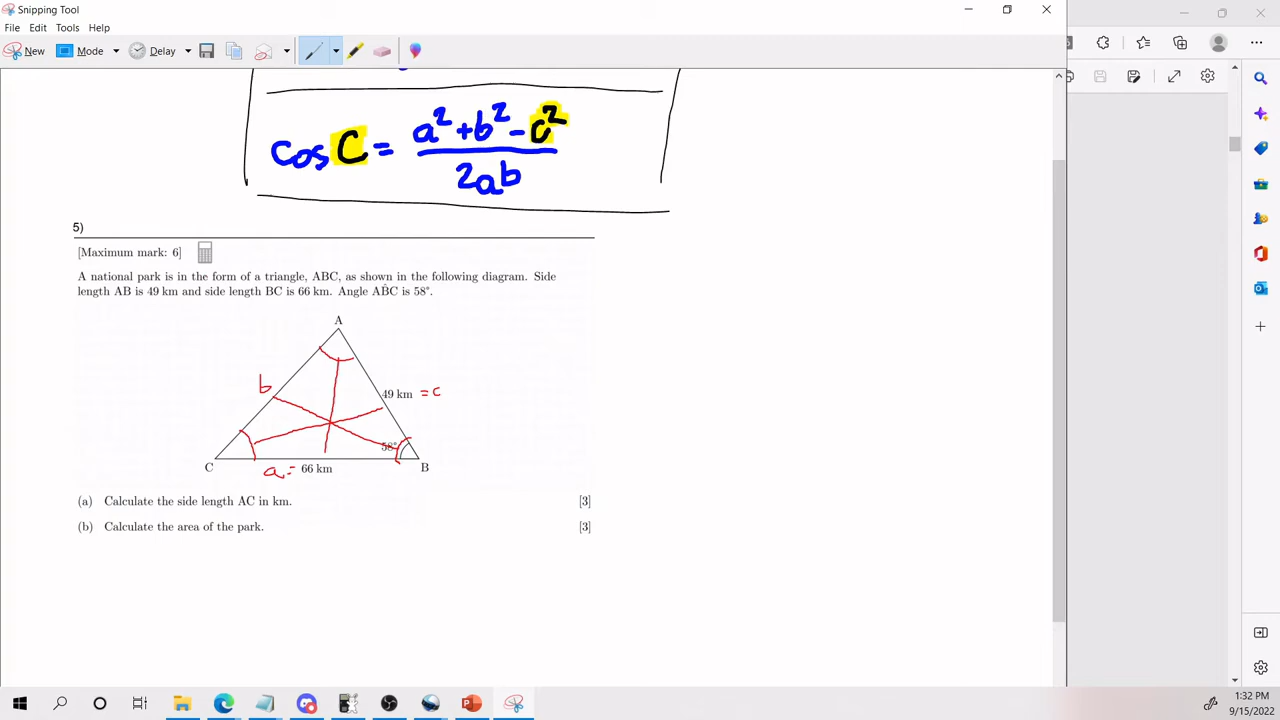 Snipping Tool
File Edit Tools Help
New Mode Delay
cos C = a²+b²-c² / 2ab
5)
[Maximum mark: 6]
A national park is in the form of a triangle, ABC, as shown in the following diagram. Side
length AB is 49 km and side length BC is 66 km. Angle AB̂C is 58°.
A
b
49 km = c
58°
C
B
a = 66 km
(a) Calculate the side length AC in km. [3]
(b) Calculate the area of the park. [3]
1:32 PM
9/15/2022